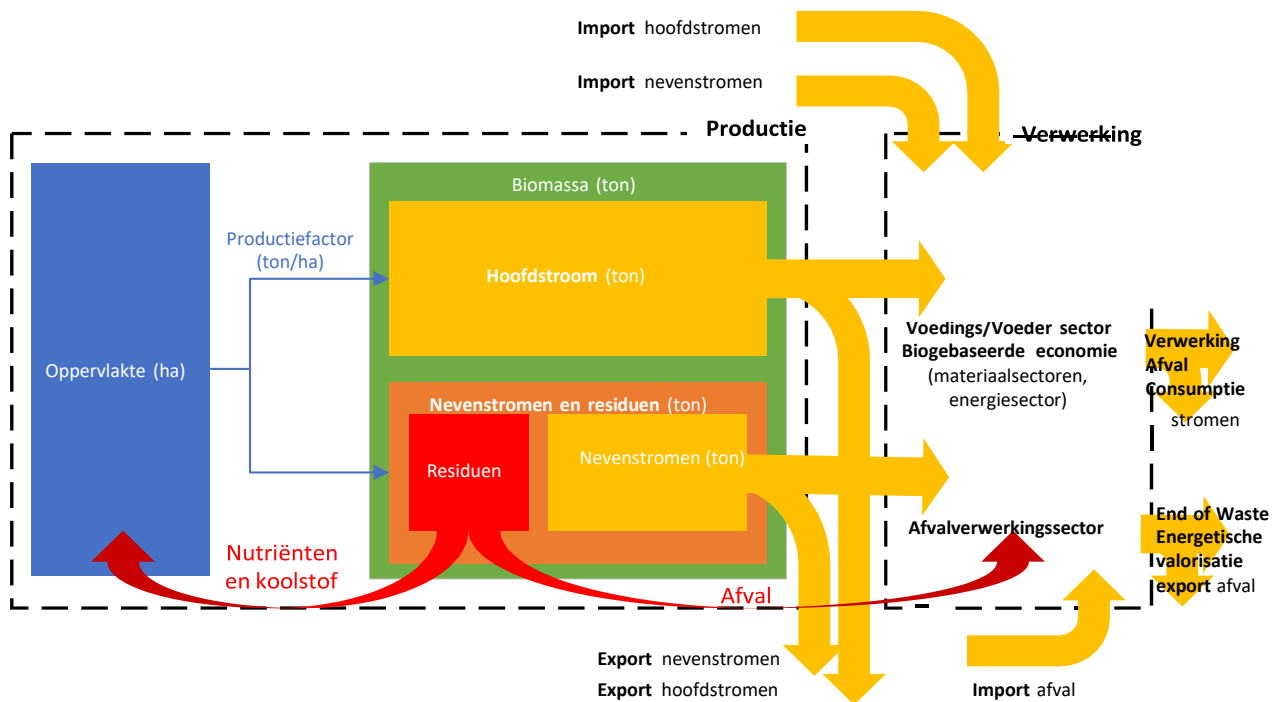 Import hoofdstromen
Import nevenstromen
Productie
Verwerking
Biomassa (ton)
Productiefactor
(ton/ha)
Hoofdstroom (ton)
Oppervlakte (ha)
Voedings/Voeder sector
Biogebaseerde economie
(materiaalsectoren,
energiesector)
Verwerking
Afval
Consumptie
stromen
Nevenstromen en residuen (ton)
Residuen
Nevenstromen (ton)
Afvalverwerkingssector
End of Waste
Energetische
valorisatie
export afval
Nutriënten
en koolstof
Afval
Export nevenstromen
Export hoofdstromen
Import afval